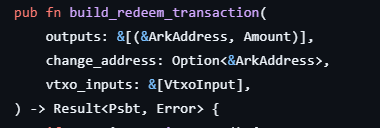 pub fn build_redeem_transaction(
    outputs: &[(&ArkAddress, Amount)],
    change_address: Option<&ArkAddress>,
    vtxo_inputs: &[VtxoInput],
) -> Result<Psbt, Error> {